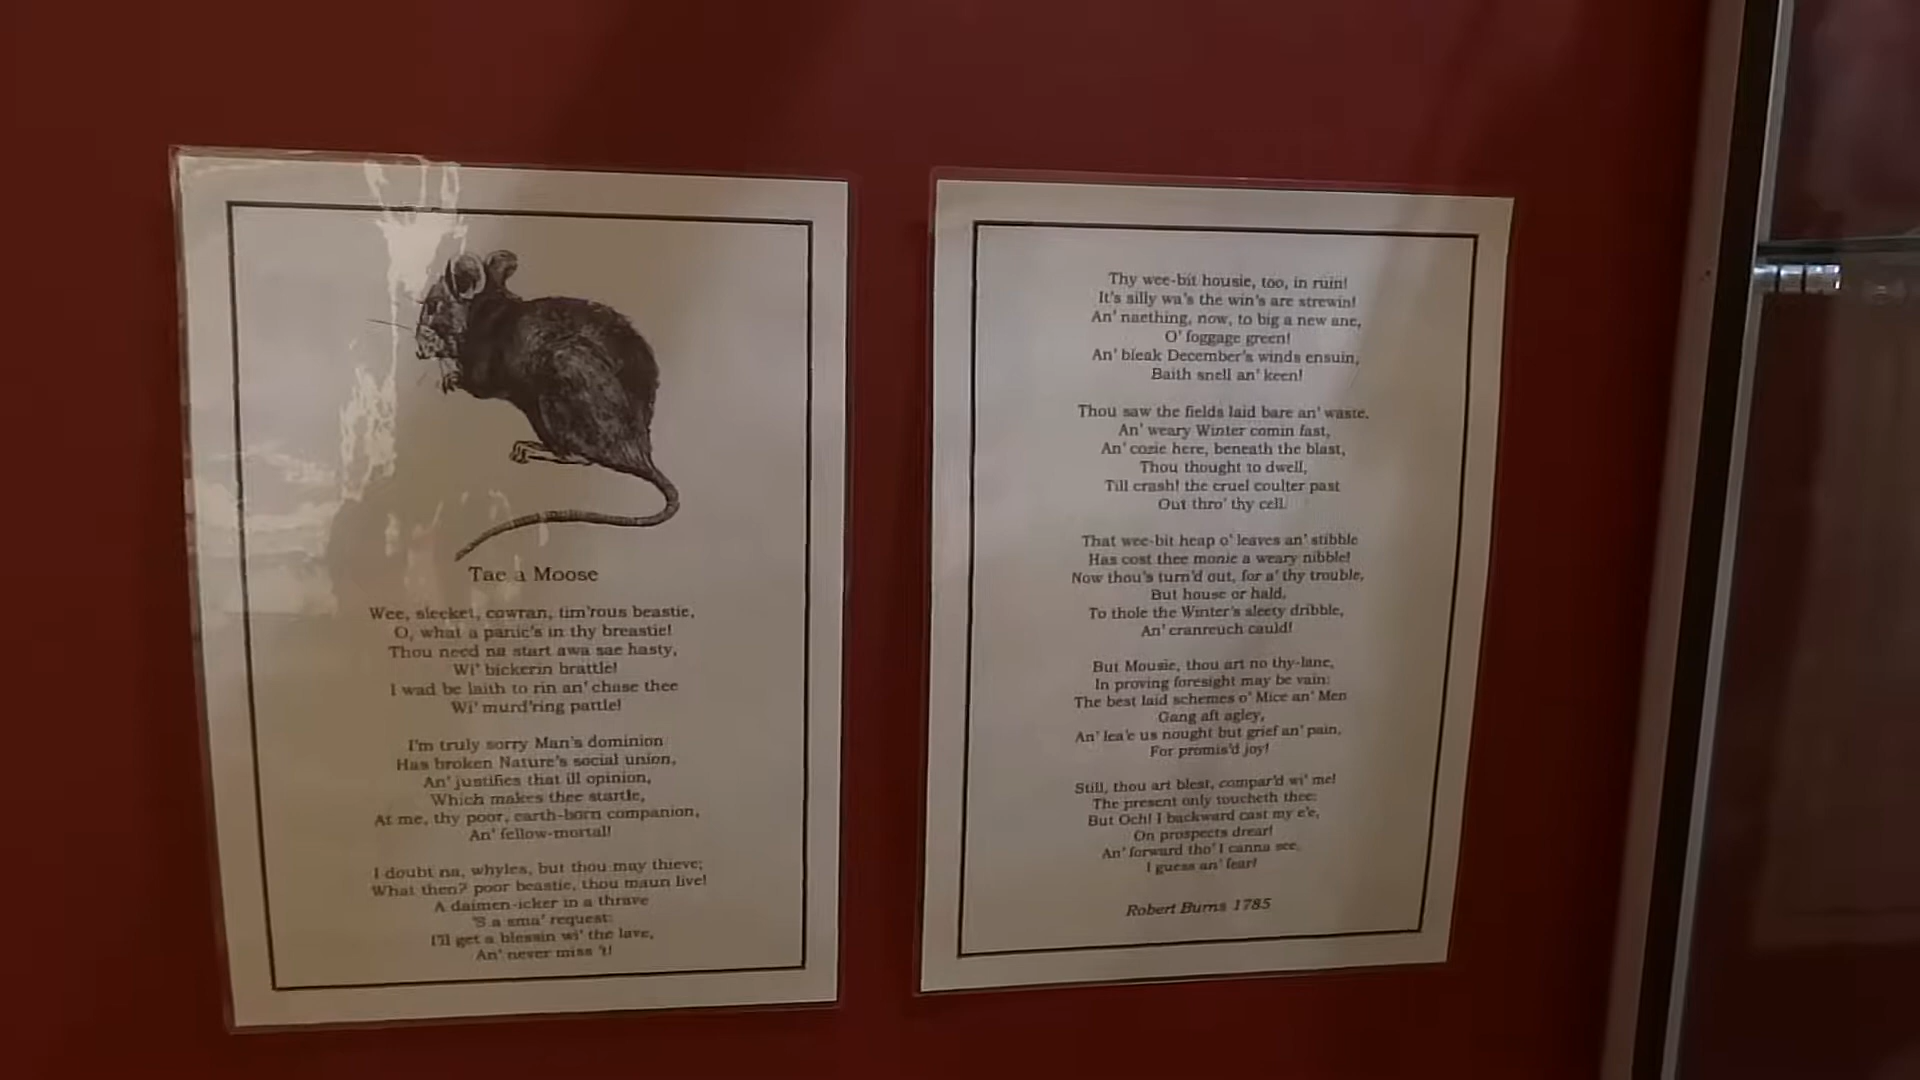 Tae a Moose
Wee, sleeket, cowran, tim'rous beastie,
O, what a panic's in thy breastie!
Thou need na start awa sae hasty,
Wi' bickerin brattle!
I wad be laith to rin an' chase thee
Wi' murd'ring pattle!
I'm truly sorry Man's dominion
Has broken Nature's social union,
An' justifies that ill opinion,
Which makes thee startle,
At me, thy poor, earth-born companion,
An' fellow-mortal!
I doubt na, whyles, but thou may thieve;
What then? poor beastie, thou maun live!
A daimen-icker in a thrave
'S a sma' request:
I'll get a blessin wi' the lave,
An' never miss 't!
Thy wee-bit housie, too, in ruin!
It's silly wa's the win's are strewin!
An' naething, now, to big a new ane,
O' foggage green!
An' bleak December's winds ensuin,
Baith snell an' keen!
Thou saw the fields laid bare an' waste,
An' weary Winter comin fast,
An' cozie here, beneath the blast,
Thou thought to dwell,
Till crash! the cruel coulter past
Out thro' thy cell.
That wee-bit heap o' leaves an' stibble
Has cost thee monie a weary nibble!
Now thou's turn'd out, for a' thy trouble,
But house or hald,
To thole the Winter's sleety dribble,
An' cranreuch cauld!
But Mousie, thou art no thy-lane,
In proving foresight may be vain:
The best laid schemes o' Mice an' Men
Gang aft agley,
An' lea'e us nought but grief an' pain,
For promis'd joy!
Still, thou art blest, compar'd wi' me!
The present only toucheth thee:
But Och! I backward cast my e'e,
On prospects drear!
An' forward tho' I canna see,
I guess an' fear!
Robert Burns 1785